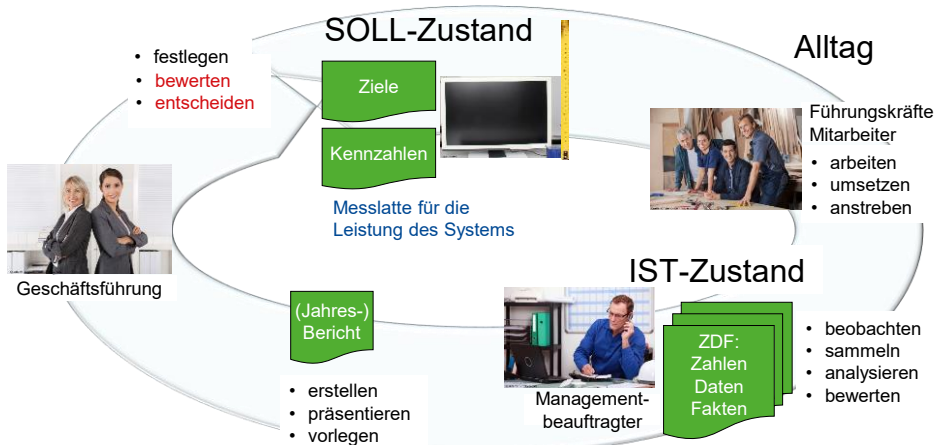 SOLL-Zustand
• festlegen
• bewerten
• entscheiden
Ziele
Kennzahlen
Messlatte für die
Leistung des Systems
Alltag
Führungskräfte
Mitarbeiter
• arbeiten
• umsetzen
• anstreben
Geschäftsführung
IST-Zustand
(Jahres-)
Bericht
• erstellen
• präsentieren
• vorlegen
Management-
beauftragter
ZDF:
Zahlen
Daten
Fakten
• beobachten
• sammeln
• analysieren
• bewerten